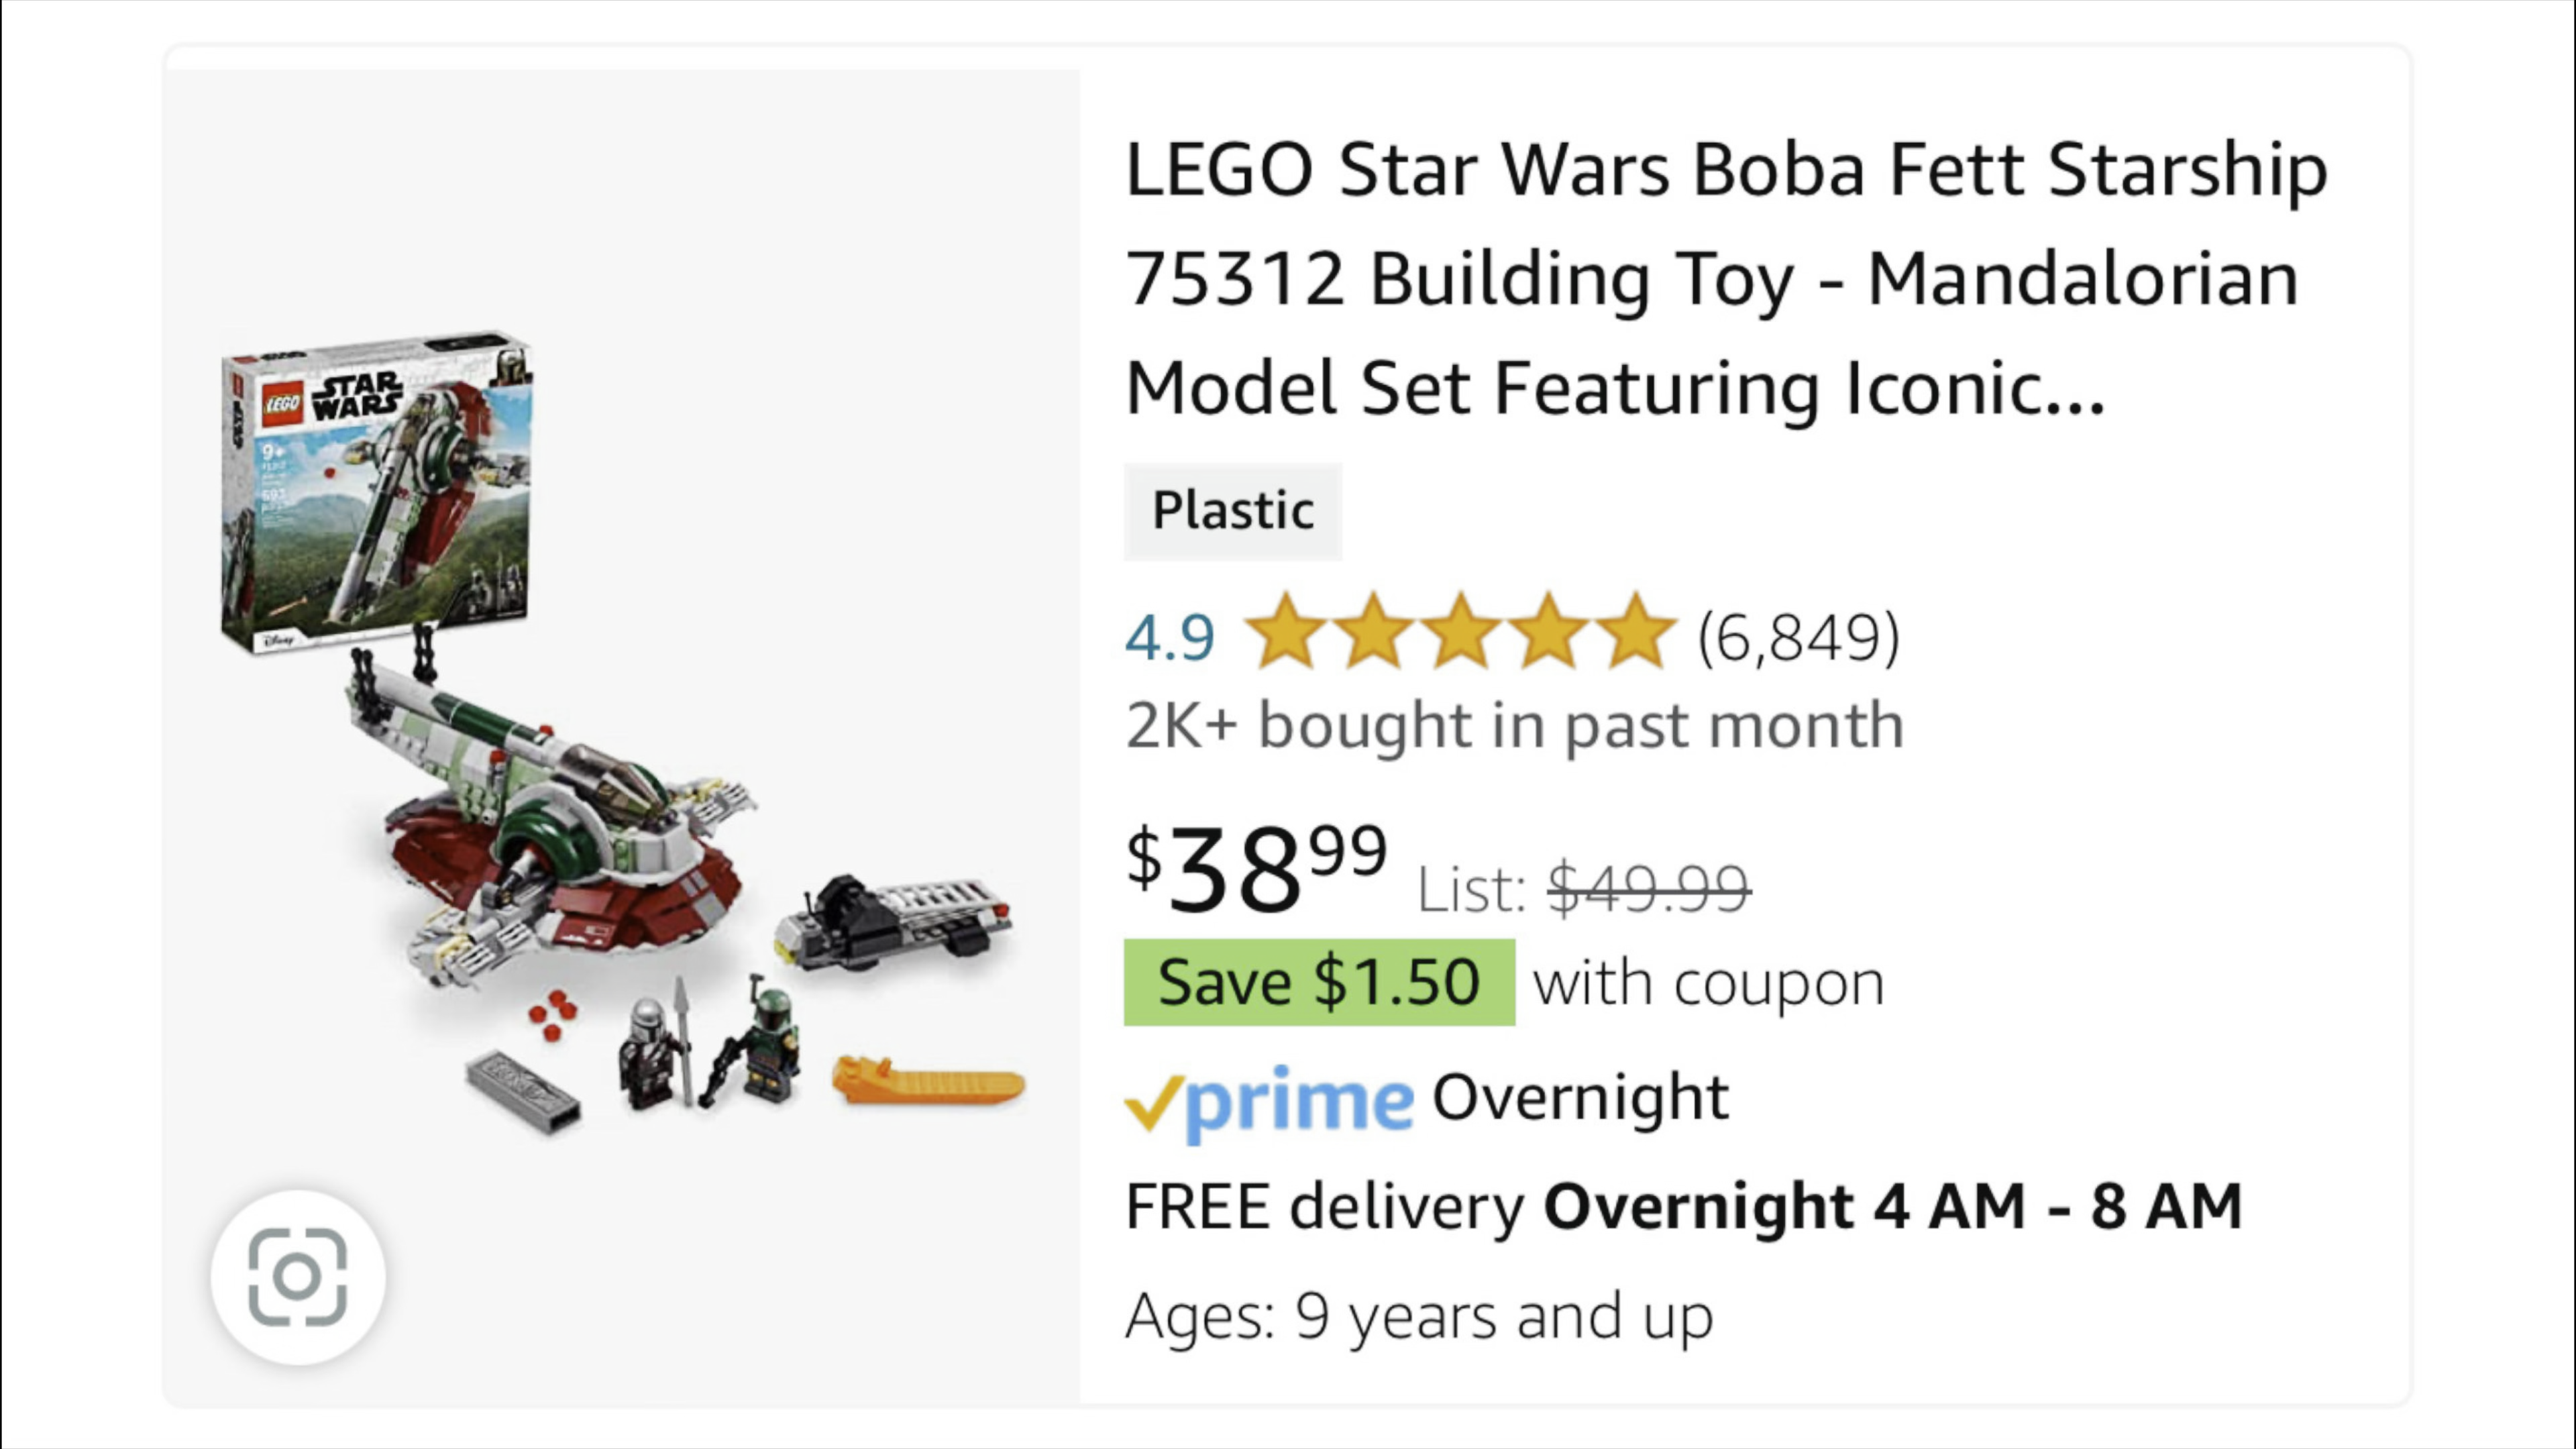 LEGO
STAR
WARS
9+
593
Disney
LEGO Star Wars Boba Fett Starship
75312 Building Toy - Mandalorian
Model Set Featuring Iconic...
Plastic
4.9 (6,849)
2K+ bought in past month
$38 99 List: $49.99
Save $1.50 with coupon
prime Overnight
FREE delivery Overnight 4 AM - 8 AM
Ages: 9 years and up